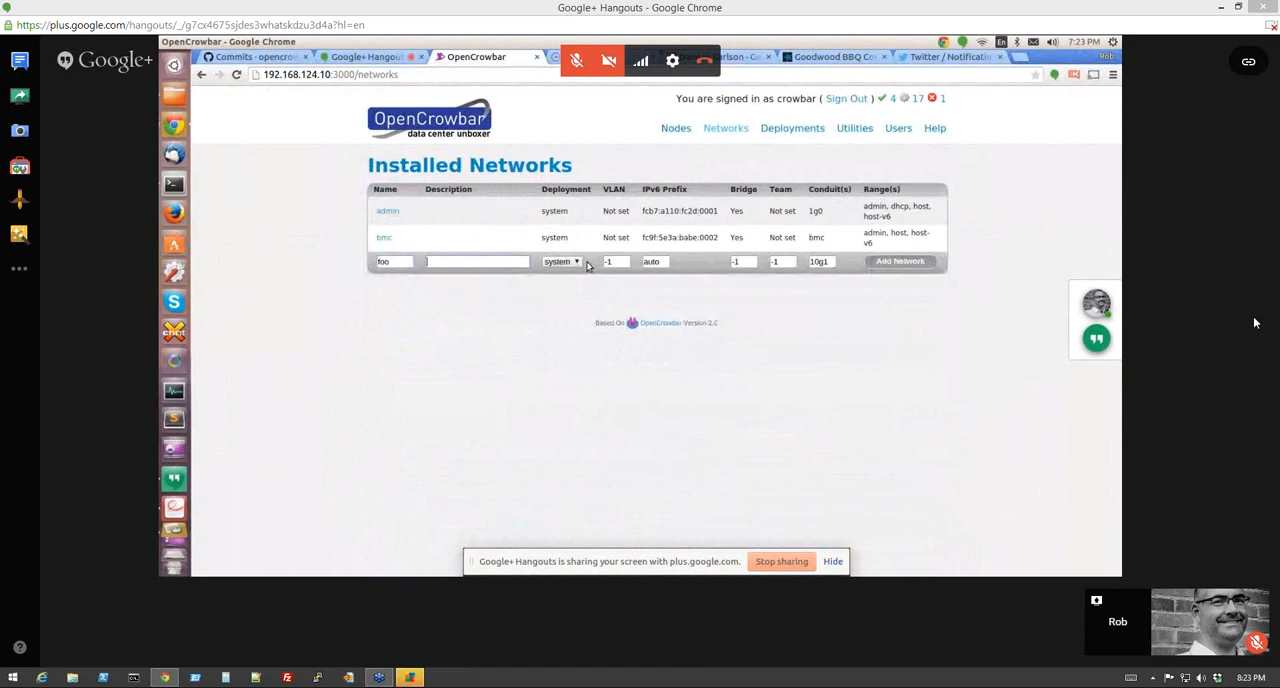 Google+ Hangouts - Google Chrome
https://plus.google.com/hangouts/_/g7cx4675sjdes3whatskdzu3d4a?hl=en
Google+
OpenCrowbar - Google Chrome
En
7:23 PM
Commits · opencrow
Google+ Hangout
OpenCrowbar
Karlson - Go
Goodwood BBQ Co
Twitter / Notificatio
Rob
192.168.124.10:3000/networks
OpenCrowbar
data center unboxer
You are signed in as crowbar ( Sign Out ) 4 17 1
Nodes Networks Deployments Utilities Users Help
Installed Networks
Name Description Deployment VLAN IPv6 Prefix Bridge Team Conduit(s) Range(s)
admin system Not set fcb7:a110:fc2d:0001 Yes Not set 1g0 admin, dhcp, host,
host-v6
bmc system Not set fc9f:5e3a:babe:0002 Yes Not set bmc admin, host, host-
v6
foo system -1 auto -1 -1 10g1 Add Network
Based On OpenCrowbar Version 2.C
Google+ Hangouts is sharing your screen with plus.google.com. Stop sharing Hide
Rob
8:23 PM